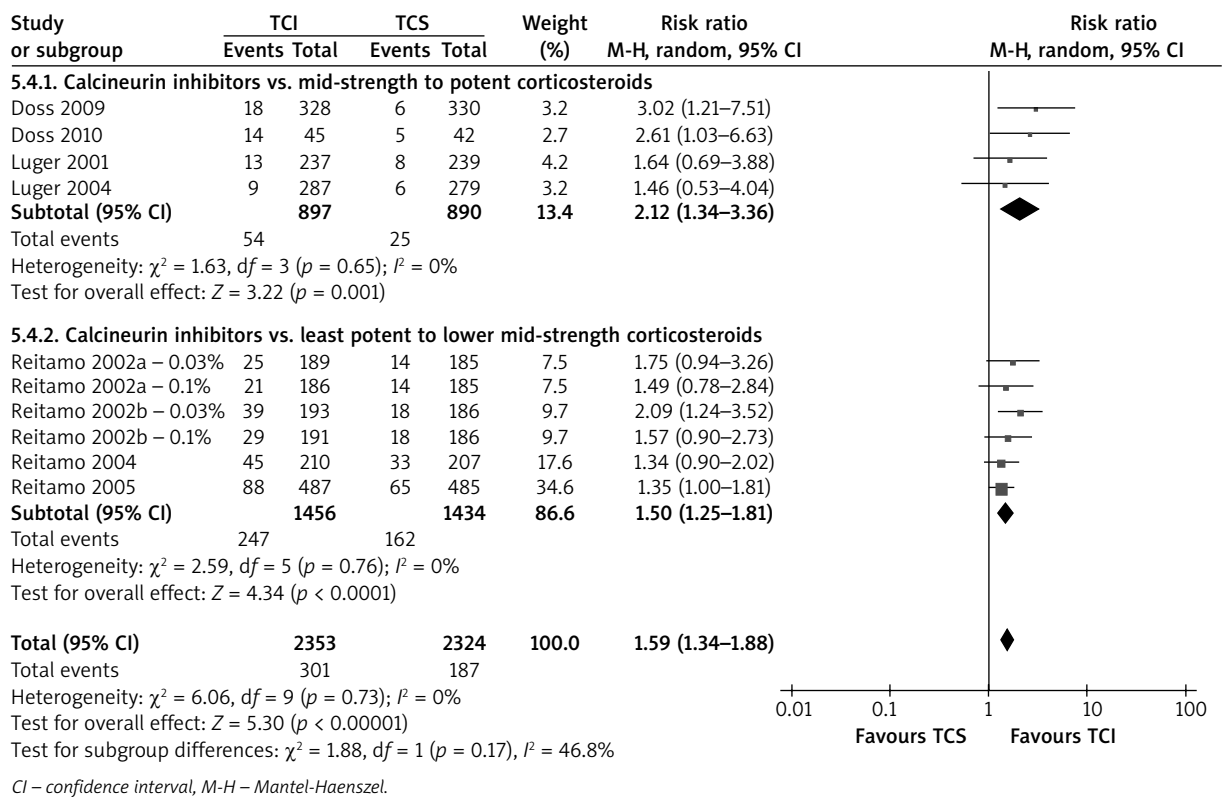 Study TCI TCS Weight Risk ratio Risk ratio
or subgroup Events Total Events Total (%) M-H, random, 95% CI M-H, random, 95% CI
5.4.1. Calcineurin inhibitors vs. mid-strength to potent corticosteroids
Doss 2009 18 328 6 330 3.2 3.02 (1.21–7.51)
Doss 2010 14 45 5 42 2.7 2.61 (1.03–6.63)
Luger 2001 13 237 8 239 4.2 1.64 (0.69–3.88)
Luger 2004 9 287 6 279 3.2 1.46 (0.53–4.04)
Subtotal (95% CI) 897 890 13.4 2.12 (1.34–3.36)
Total events 54 25
Heterogeneity: χ² = 1.63, df = 3 (p = 0.65); I² = 0%
Test for overall effect: Z = 3.22 (p = 0.001)
5.4.2. Calcineurin inhibitors vs. least potent to lower mid-strength corticosteroids
Reitamo 2002a – 0.03% 25 189 14 185 7.5 1.75 (0.94–3.26)
Reitamo 2002a – 0.1% 21 186 14 185 7.5 1.49 (0.78–2.84)
Reitamo 2002b – 0.03% 39 193 18 186 9.7 2.09 (1.24–3.52)
Reitamo 2002b – 0.1% 29 191 18 186 9.7 1.57 (0.90–2.73)
Reitamo 2004 45 210 33 207 17.6 1.34 (0.90–2.02)
Reitamo 2005 88 487 65 485 34.6 1.35 (1.00–1.81)
Subtotal (95% CI) 1456 1434 86.6 1.50 (1.25–1.81)
Total events 247 162
Heterogeneity: χ² = 2.59, df = 5 (p = 0.76); I² = 0%
Test for overall effect: Z = 4.34 (p < 0.0001)
Total (95% CI) 2353 2324 100.0 1.59 (1.34–1.88)
Total events 301 187
Heterogeneity: χ² = 6.06, df = 9 (p = 0.73); I² = 0%
Test for overall effect: Z = 5.30 (p < 0.00001)
Test for subgroup differences: χ² = 1.88, df = 1 (p = 0.17), I² = 46.8%
0.01 0.1 1 10 100
Favours TCS Favours TCI
CI – confidence interval, M-H – Mantel-Haenszel.